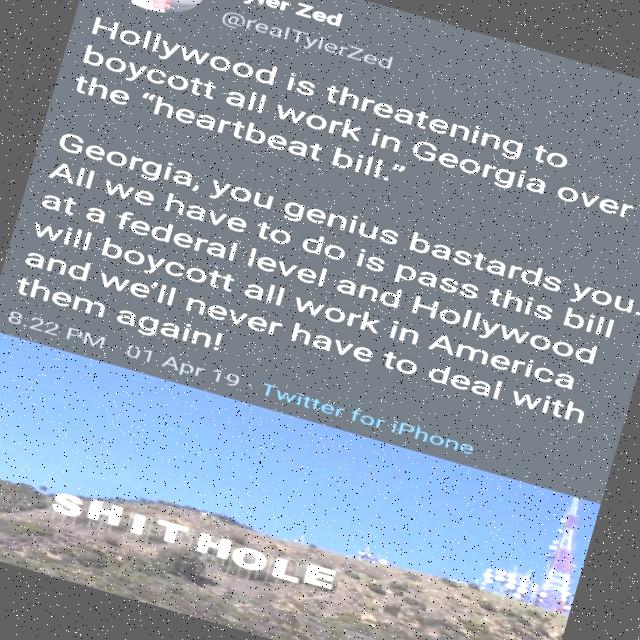 Tyler Zed
@realTylerZed
Hollywood is threatening to
boycott all work in Georgia over
the “heartbeat bill.”
Georgia, you genius bastards you.
All we have to do is pass this bill
at a federal level and Hollywood
will boycott all work in America
and we’ll never have to deal with
them again!
8:22 PM · 01 Apr 19 · Twitter for iPhone
SHITHOLE